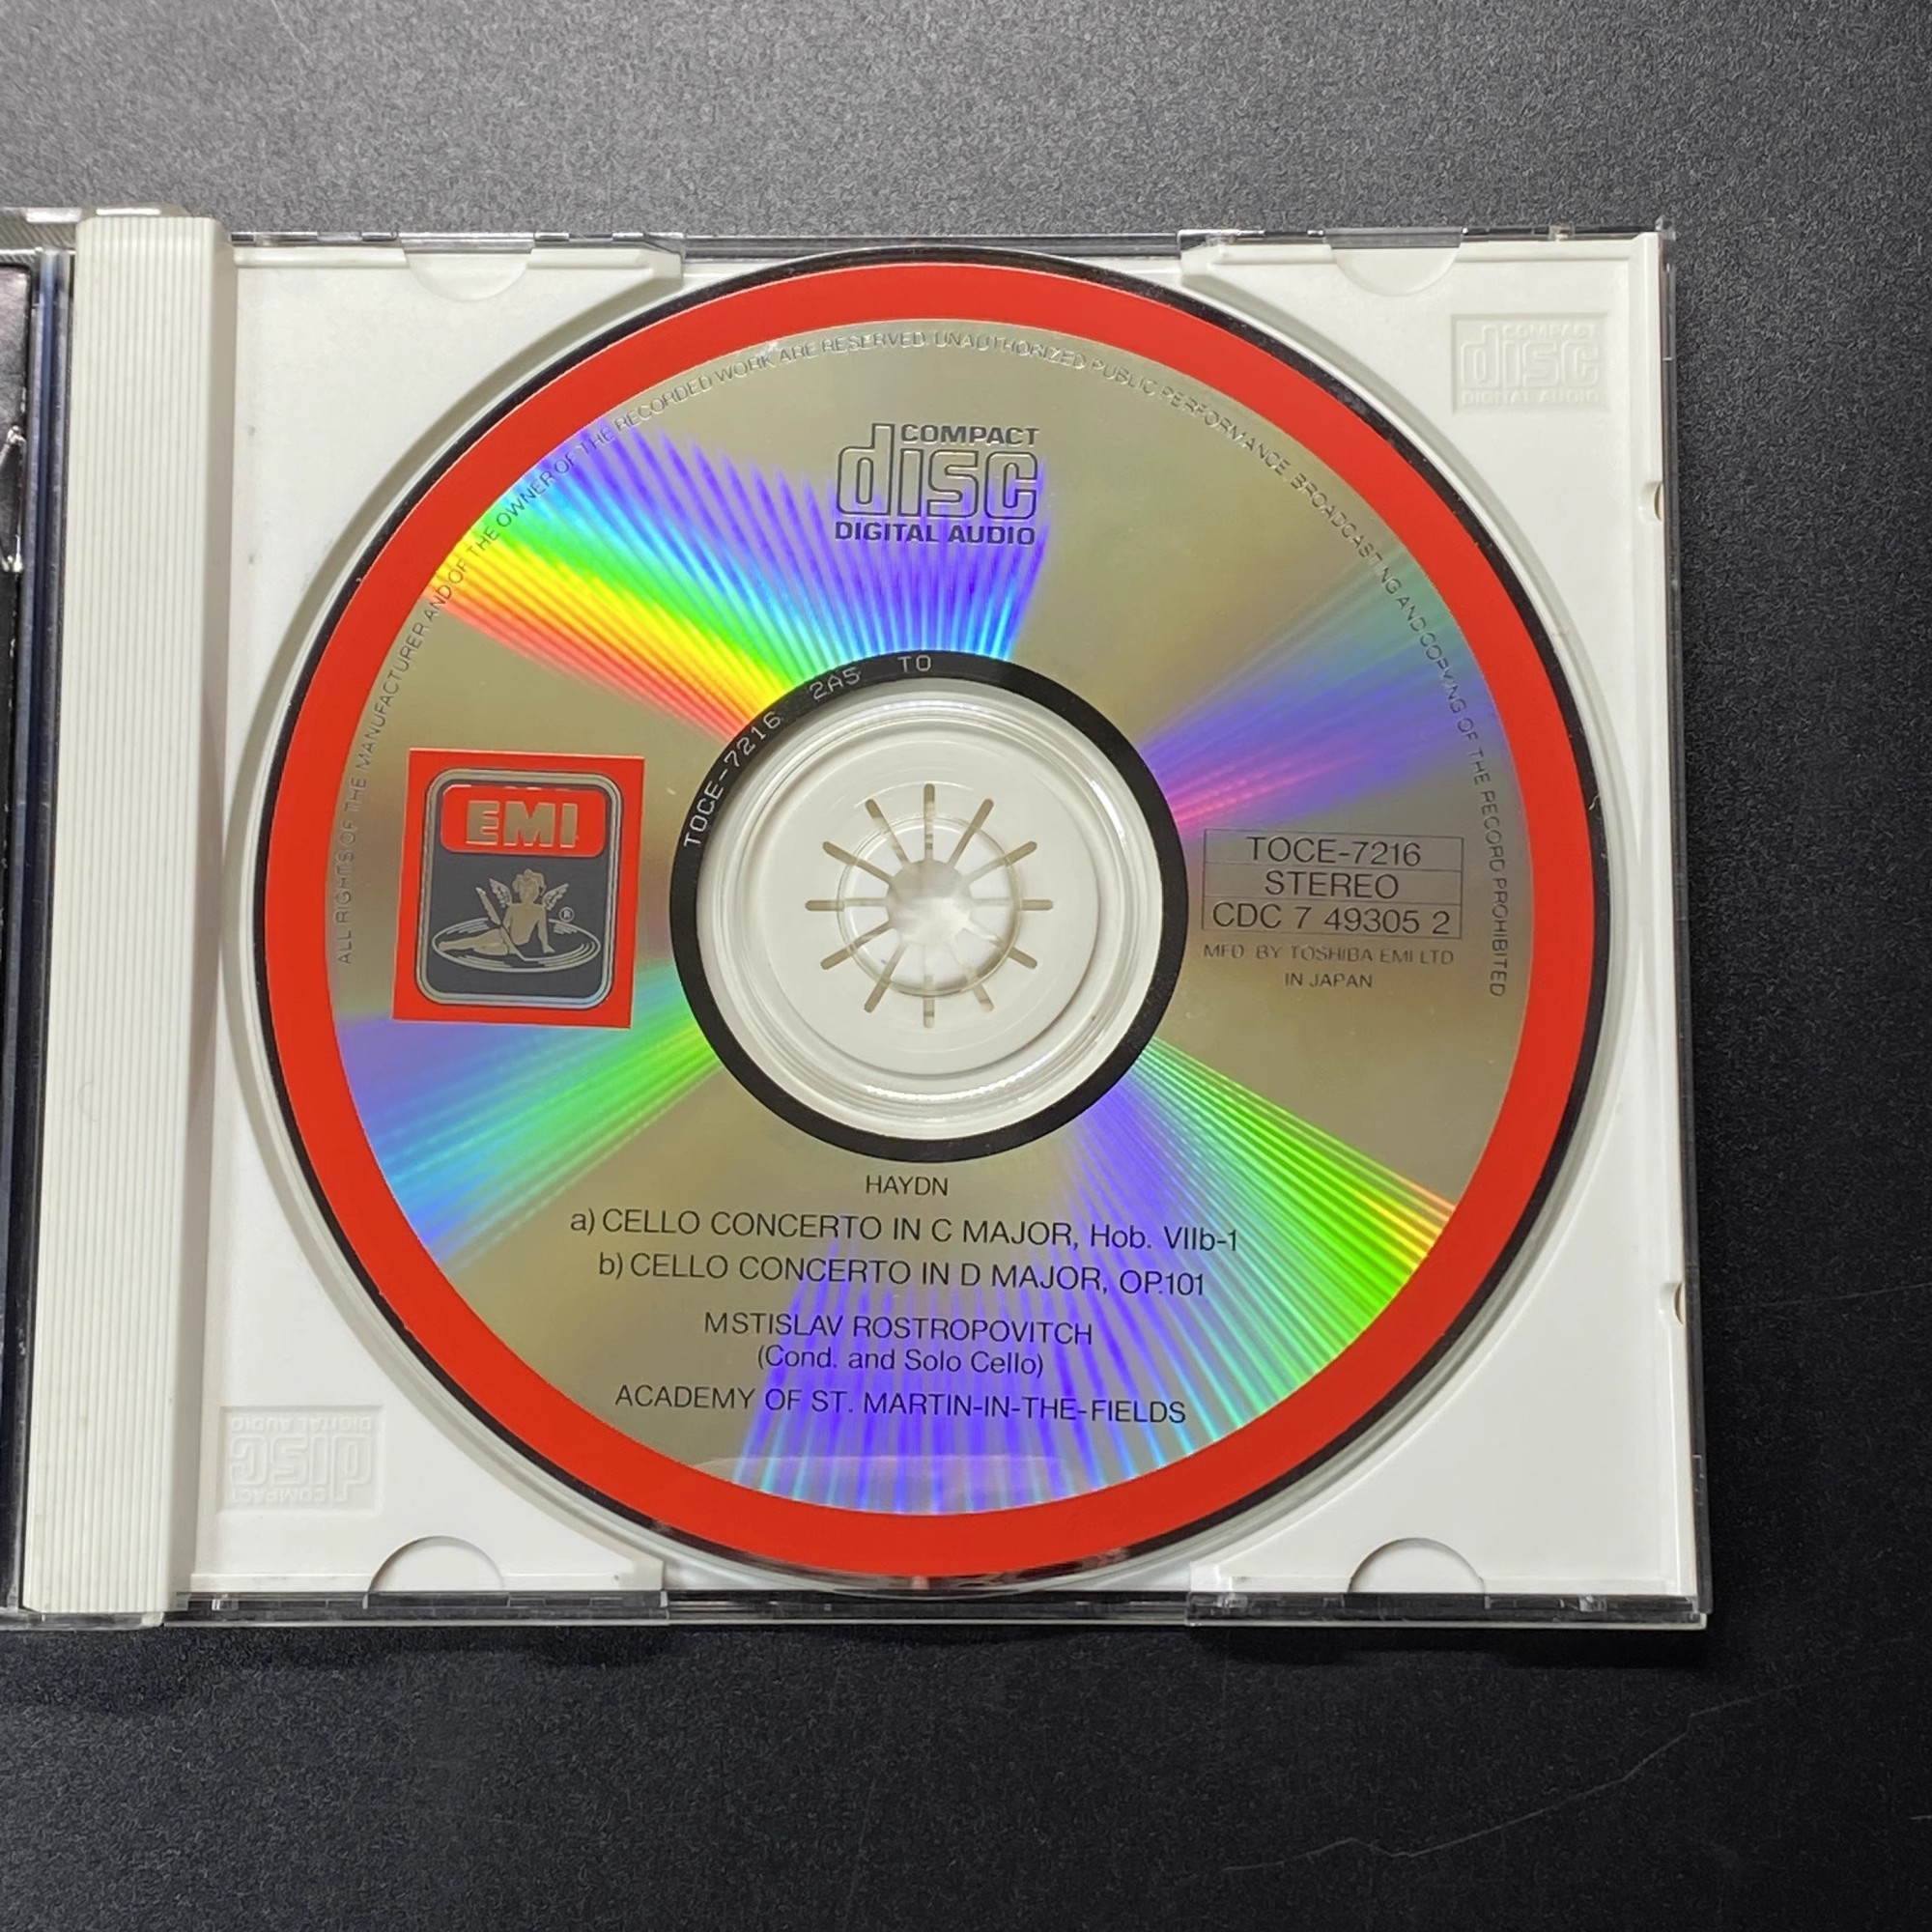 ALL RIGHTS OF THE MANUFACTURER AND OF THE OWNER OF THE RECORDED WORK ARE RESERVED. UNAUTHORIZED PUBLIC PERFORMANCE. BROADCASTING AND COPYING OF THE RECORD PROHIBITED
COMPACT
disc
DIGITAL AUDIO
COMPACT
disc
DIGITAL AUDIO
TOCE-7216 2A5 TO
EMI
®
TOCE-7216
STEREO
CDC 7 49305 2
MFD. BY TOSHIBA EMI LTD
IN JAPAN
HAYDN
a) CELLO CONCERTO IN C MAJOR, Hob. VIIb-1
b) CELLO CONCERTO IN D MAJOR, OP.101
MSTISLAV ROSTROPOVITCH
(Cond. and Solo Cello)
ACADEMY OF ST. MARTIN-IN-THE-FIELDS
COMPACT
disc
DIGITAL AUDIO